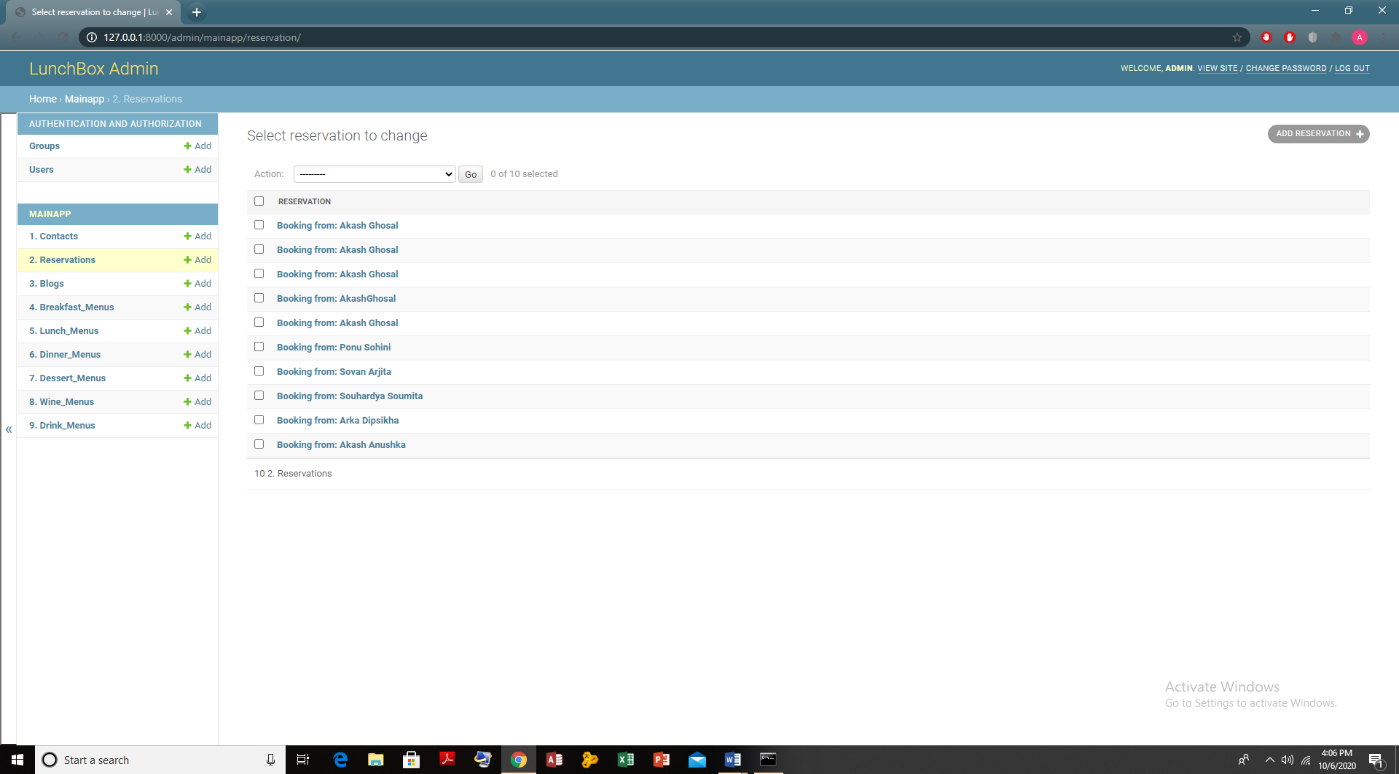 Select reservation to change | Lu
127.0.0.1:8000/admin/mainapp/reservation/
A
LunchBox Admin
WELCOME, ADMIN. VIEW SITE / CHANGE PASSWORD / LOG OUT
Home › Mainapp › 2. Reservations
AUTHENTICATION AND AUTHORIZATION
Groups + Add
Users + Add
MAINAPP
1. Contacts + Add
2. Reservations + Add
3. Blogs + Add
4. Breakfast_Menus + Add
5. Lunch_Menus + Add
6. Dinner_Menus + Add
7. Dessert_Menus + Add
8. Wine_Menus + Add
9. Drink_Menus + Add
«
Select reservation to change
ADD RESERVATION +
Action: --------- Go 0 of 10 selected
RESERVATION
Booking from: Akash Ghosal
Booking from: Akash Ghosal
Booking from: Akash Ghosal
Booking from: AkashGhosal
Booking from: Akash Ghosal
Booking from: Ponu Sohini
Booking from: Sovan Arjita
Booking from: Souhardya Soumita
Booking from: Arka Dipsikha
Booking from: Akash Anushka
10 2. Reservations
Activate Windows
Go to Settings to activate Windows.
Start a search
4:06 PM
10/6/2020
1